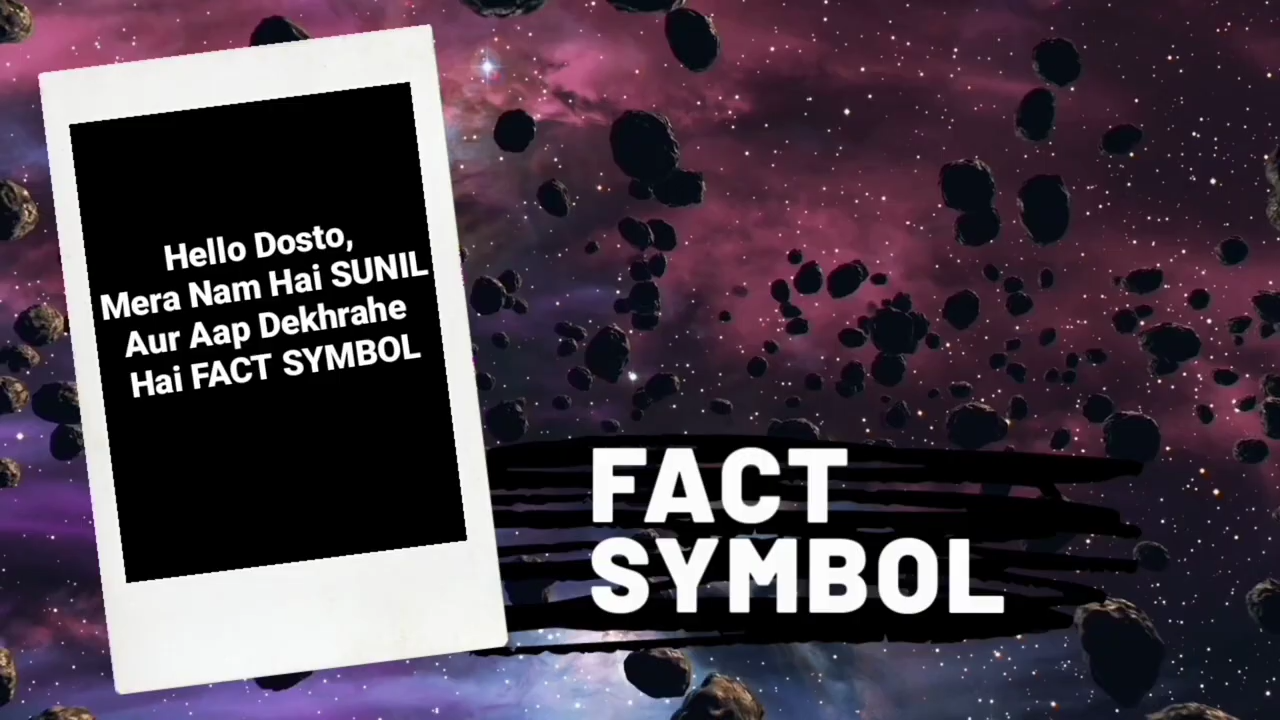 Hello Dosto,
Mera Nam Hai SUNIL
Aur Aap Dekhrahe
Hai FACT SYMBOL
FACT
SYMBOL